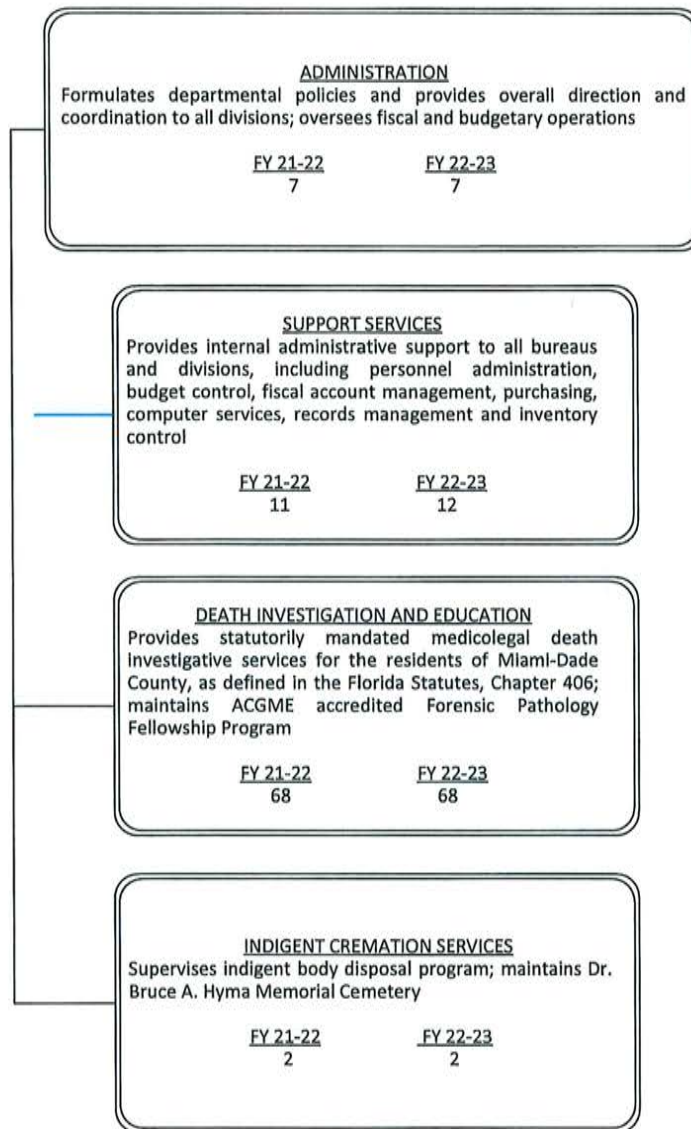 ADMINISTRATION
Formulates departmental policies and provides overall direction and
coordination to all divisions; oversees fiscal and budgetary operations
FY 21-22 FY 22-23
7 7
SUPPORT SERVICES
Provides internal administrative support to all bureaus
and divisions, including personnel administration,
budget control, fiscal account management, purchasing,
computer services, records management and inventory
control
FY 21-22 FY 22-23
11 12
DEATH INVESTIGATION AND EDUCATION
Provides statutorily mandated medicolegal death
investigative services for the residents of Miami-Dade
County, as defined in the Florida Statutes, Chapter 406;
maintains ACGME accredited Forensic Pathology
Fellowship Program
FY 21-22 FY 22-23
68 68
INDIGENT CREMATION SERVICES
Supervises indigent body disposal program; maintains Dr.
Bruce A. Hyma Memorial Cemetery
FY 21-22 FY 22-23
2 2